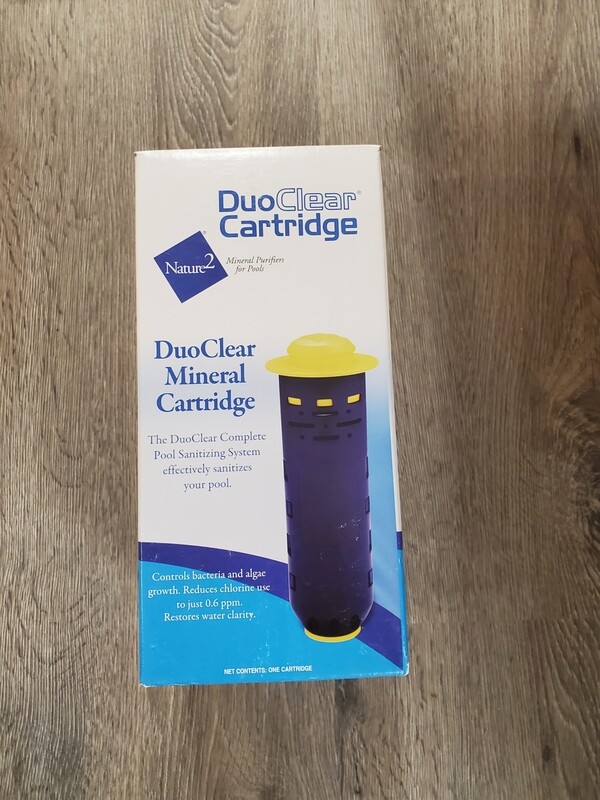 DuoClear®
Cartridge
Nature2®
Mineral Purifiers
for Pools
DuoClear
Mineral
Cartridge
The DuoClear Complete
Pool Sanitizing System
effectively sanitizes
your pool.
Controls bacteria and algae
growth. Reduces chlorine use
to just 0.6 ppm.
Restores water clarity.
NET CONTENTS: ONE CARTRIDGE